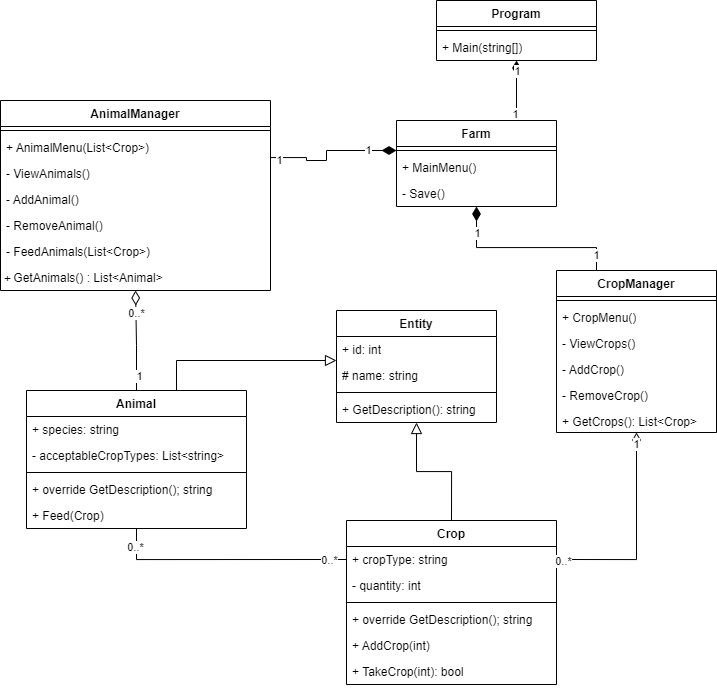 Program
+ Main(string[])
1
1
AnimalManager
+ AnimalMenu(List<Crop>)
- ViewAnimals()
- AddAnimal()
- RemoveAnimal()
- FeedAnimals(List<Crop>)
+ GetAnimals() : List<Animal>
1
1
Farm
+ MainMenu()
- Save()
1
1
CropManager
+ CropMenu()
- ViewCrops()
- AddCrop()
- RemoveCrop()
+ GetCrops(): List<Crop>
1
0..*
1
Entity
+ id: int
# name: string
+ GetDescription(): string
Animal
+ species: string
- acceptableCropTypes: List<string>
+ override GetDescription(); string
+ Feed(Crop)
0..*
0..*
0..*
Crop
+ cropType: string
- quantity: int
+ override GetDescription(); string
+ AddCrop(int)
+ TakeCrop(int): bool